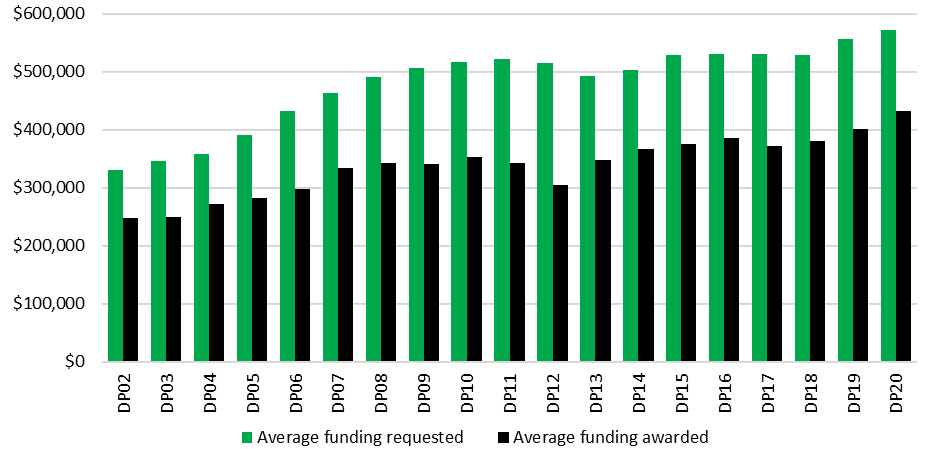 $600,000
$500,000
$400,000
$300,000
$200,000
$100,000
$0
DP02
DP03
DP04
DP05
DP06
DP07
DP08
DP09
DP10
DP11
DP12
DP13
DP14
DP15
DP16
DP17
DP18
DP19
DP20
Average funding requested
Average funding awarded